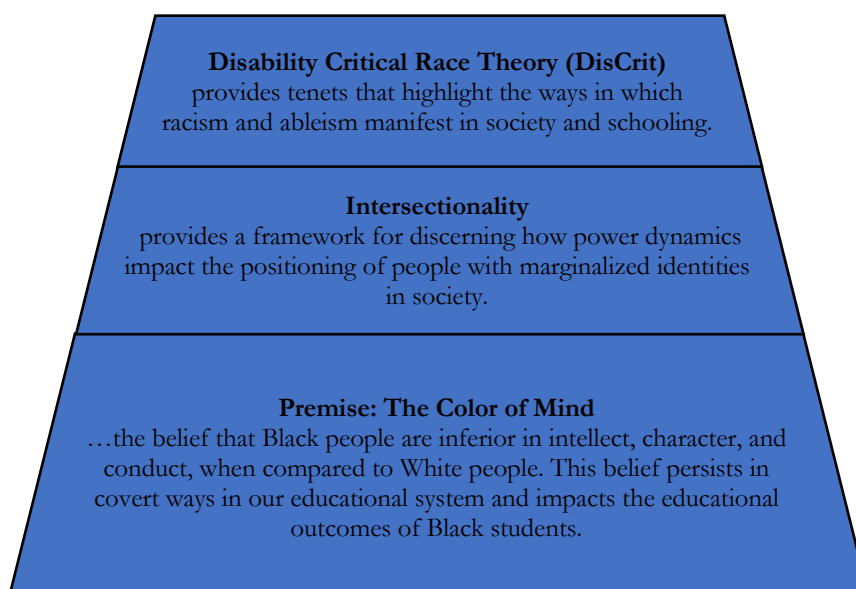 Disability Critical Race Theory (DisCrit)
provides tenets that highlight the ways in which
racism and ableism manifest in society and schooling.
Intersectionality
provides a framework for discerning how power dynamics
impact the positioning of people with marginalized identities
in society.
Premise: The Color of Mind
…the belief that Black people are inferior in intellect, character, and
conduct, when compared to White people. This belief persists in
covert ways in our educational system and impacts the educational
outcomes of Black students.